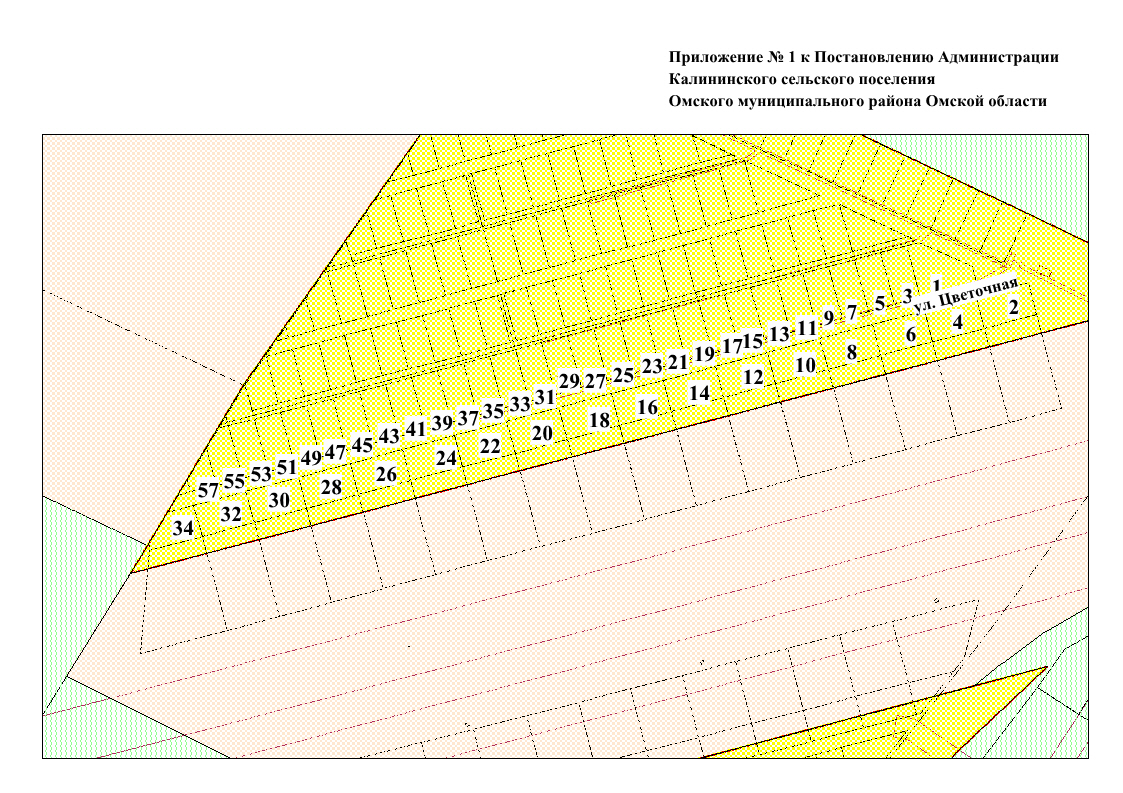 Приложение № 1 к Постановлению Администрации
Калининского сельского поселения
Омского муниципального района Омской области
57 55 53 51 49 47 45 43 41 39 37 35 33 31 29 27 25 23 21 19 17 15 13 11 9 7 5 3 1
ул. Цветочная
34 32 30 28 26 24 22 20 18 16 14 12 10 8 6 4 2